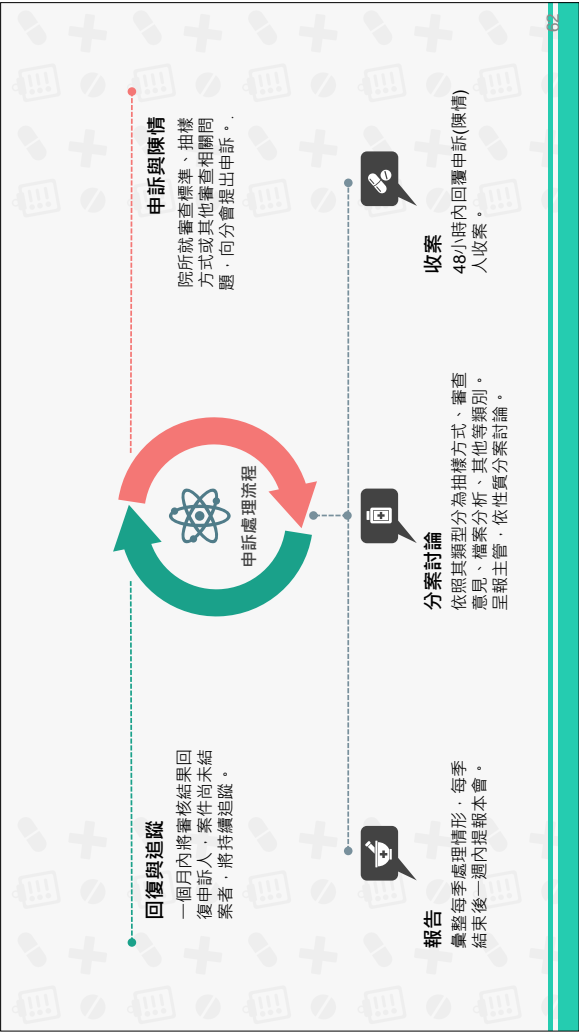 申訴處理流程
回復與追蹤
一個月內將審核結果回
復申訴人，案件尚未結
案者，將持續追蹤。
申訴與陳情
院所就審查標準、抽樣
方式或其他審查相關問
題，向分會提出申訴。.
報告
彙整每季處理情形，每季
結束後一週內提報本會。
分案討論
依照其類型分為抽樣方式、審查
意見、檔案分析、其他等類別。
呈報主管，依性質分案討論。
收案
48小時內回覆申訴(陳情)
人收案。
62